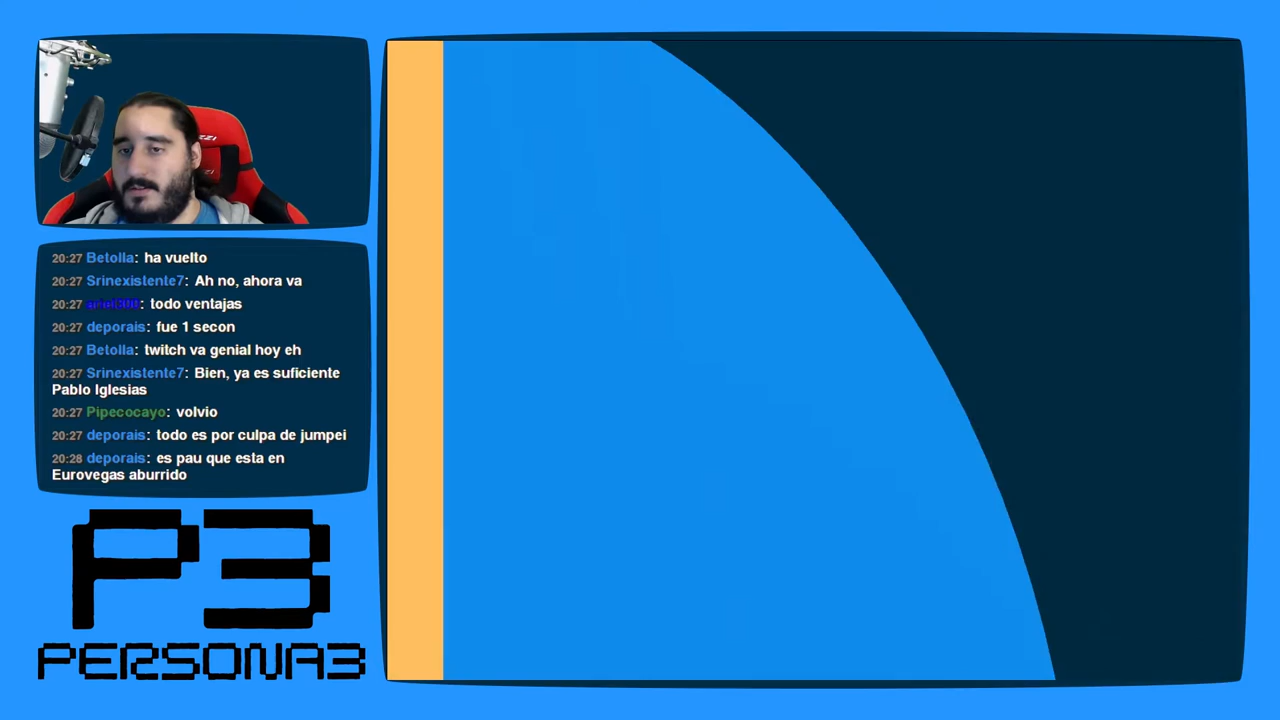 20:27 Betolla: ha vuelto
20:27 Srinexistente7: Ah no, ahora va
20:27 : todo ventajas
20:27 deporais: fue 1 secon
20:27 Betolla: twitch va genial hoy eh
20:27 Srinexistente7: Bien, ya es suficiente
Pablo Iglesias
20:27 Pipecocayo: volvio
20:27 deporais: todo es por culpa de jumpei
20:28 deporais: es pau que esta en
Eurovegas aburrido
P3
PERSONA3